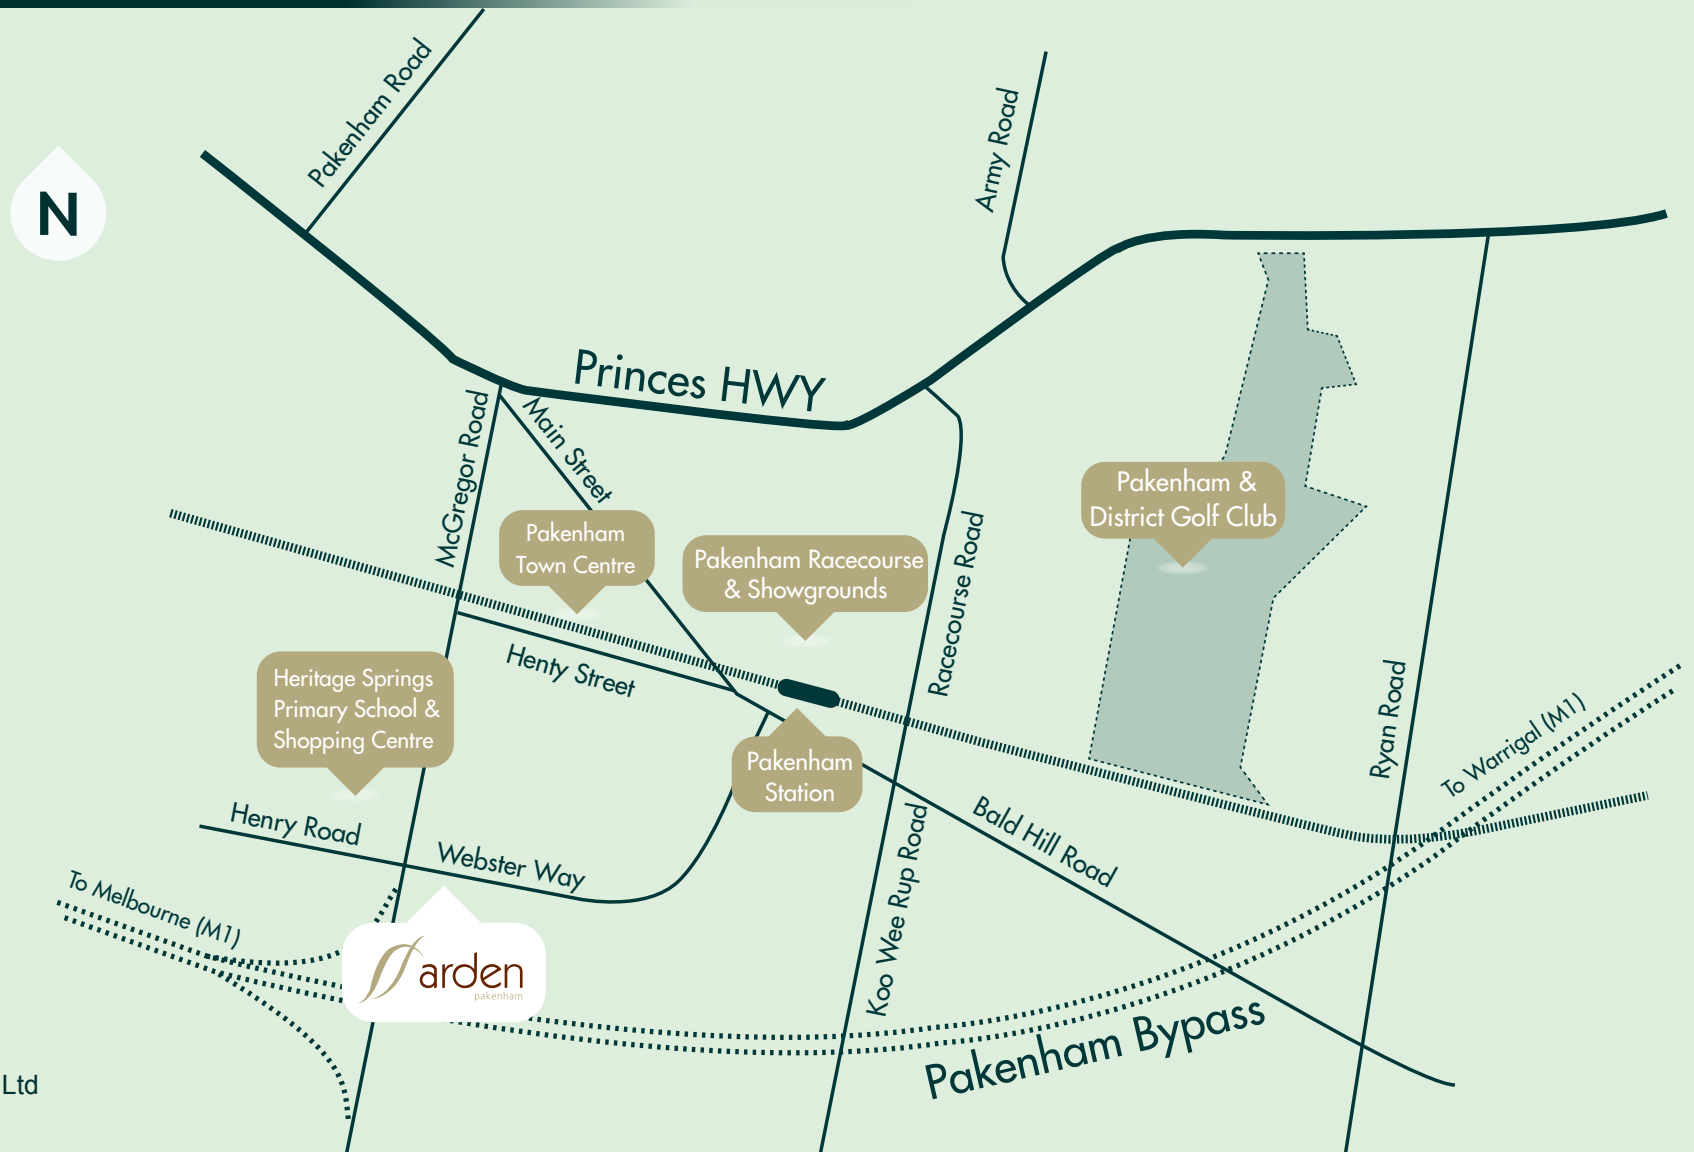 Pakenham Road
Army Road
N
Princes HWY
McGregor Road
Main Street
Pakenham &
District Golf Club
Pakenham
Town Centre
Pakenham Racecourse
& Showgrounds
Racecourse Road
Henty Street
Heritage Springs
Primary School &
Shopping Centre
Ryan Road
To Warrigal (M1)
Pakenham
Station
Henry Road
Webster Way
Bald Hill Road
Koo Wee Rup Road
To Melbourne (M1)
arden
pakenham
Pakenham Bypass
Ltd